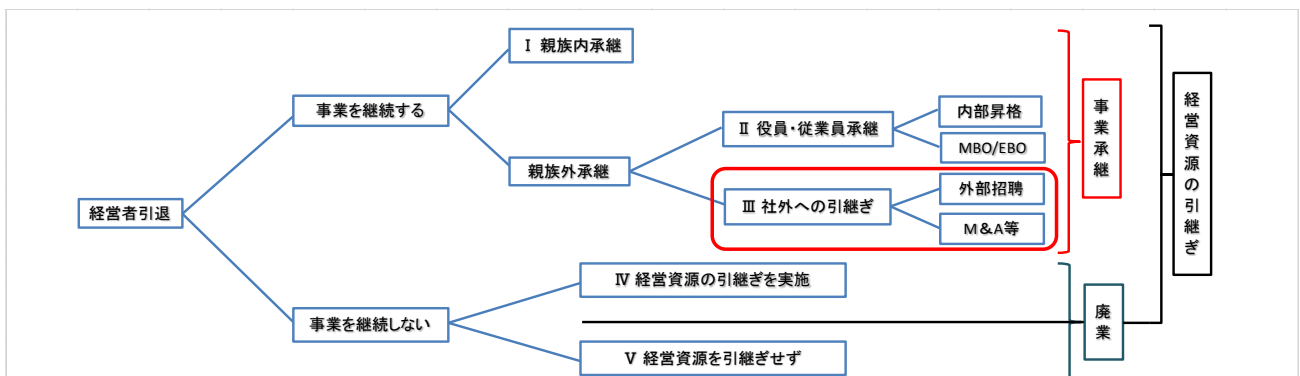 Ⅰ 親族内承継
事業を継続する
Ⅱ 役員・従業員承継
内部昇格
MBO/EBO
親族外承継
Ⅲ 社外への引継ぎ
外部招聘
M&A等
経営者引退
事業承継
経営資源の引継ぎ
Ⅳ 経営資源の引継ぎを実施
事業を継続しない
廃業
Ⅴ 経営資源を引継ぎせず